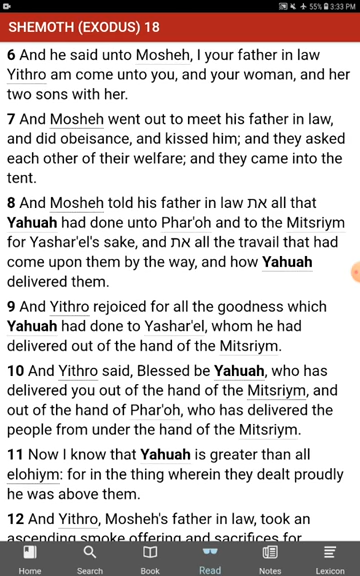 55% 3:33 PM
SHEMOTH (EXODUS) 18
6 And he said unto Mosheh, I your father in law
Yithro am come unto you, and your woman, and her
two sons with her.
7 And Mosheh went out to meet his father in law,
and did obeisance, and kissed him; and they asked
each other of their welfare; and they came into the
tent.
8 And Mosheh told his father in law את all that
Yahuah had done unto Phar'oh and to the Mitsriym
for Yashar'el's sake, and את all the travail that had
come upon them by the way, and how Yahuah
delivered them.
9 And Yithro rejoiced for all the goodness which
Yahuah had done to Yashar'el, whom he had
delivered out of the hand of the Mitsriym.
10 And Yithro said, Blessed be Yahuah, who has
delivered you out of the hand of the Mitsriym, and
out of the hand of Phar'oh, who has delivered the
people from under the hand of the Mitsriym.
11 Now I know that Yahuah is greater than all
elohiym: for in the thing wherein they dealt proudly
he was above them.
12 And Yithro, Mosheh's father in law, took an
ascending smoke offering and sacrifices for
Home Search Book Read Notes Lexicon